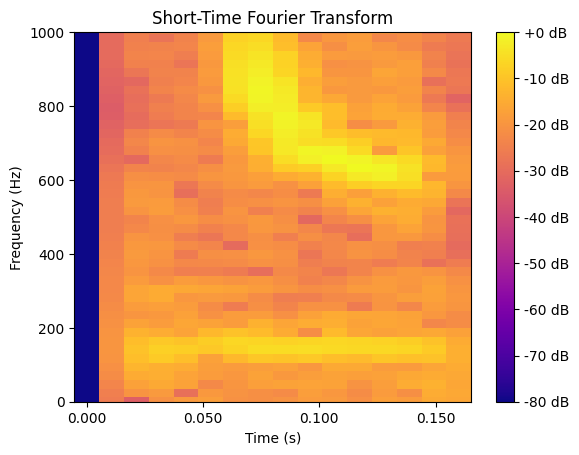 Short-Time Fourier Transform
Frequency (Hz)
1000
800
600
400
200
0
0.000
0.050
0.100
0.150
Time (s)
+0 dB
-10 dB
-20 dB
-30 dB
-40 dB
-50 dB
-60 dB
-70 dB
-80 dB